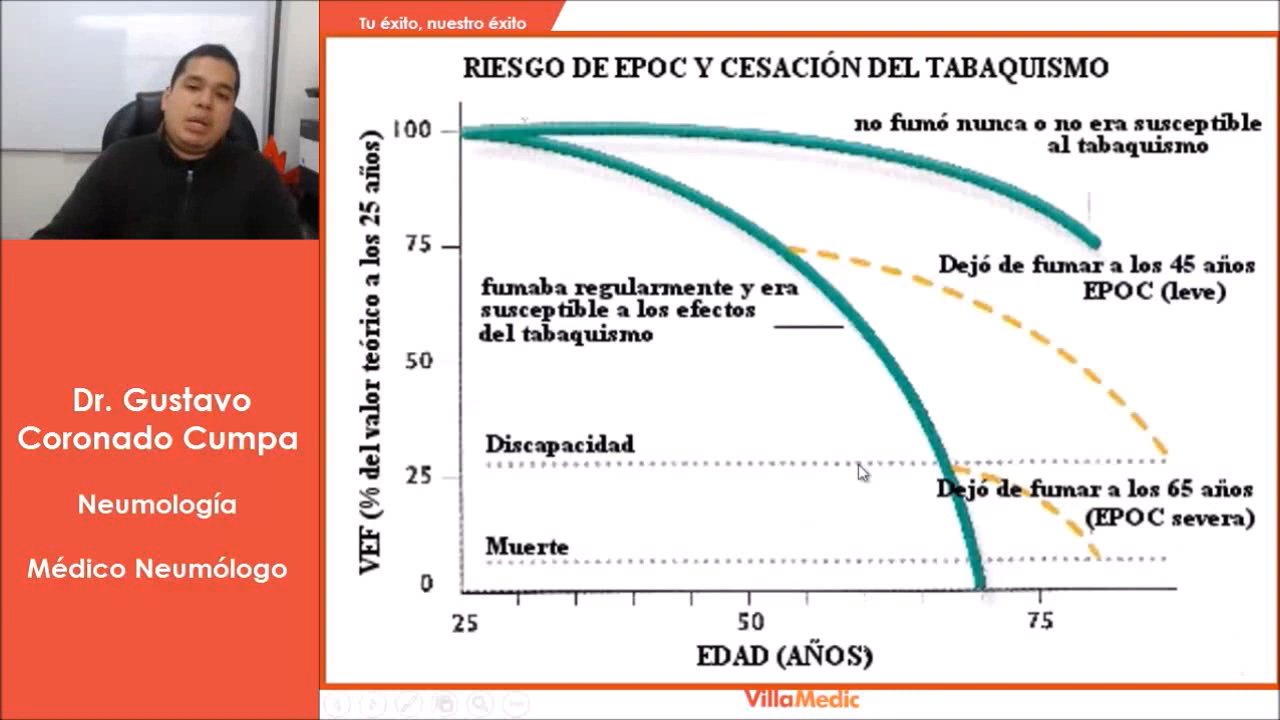 Tu éxito, nuestro éxito
Dr. Gustavo
Coronado Cumpa
Neumología
Médico Neumólogo
RIESGO DE EPOC Y CESACIÓN DEL TABAQUISMO
VEF (% del valor teórico a los 25 años)
100
75
50
25
0
no fumó nunca o no era susceptible
al tabaquismo
Dejó de fumar a los 45 años
EPOC (leve)
fumaba regularmente y era
susceptible a los efectos
del tabaquismo
Discapacidad
Dejó de fumar a los 65 años
(EPOC severa)
Muerte
25
50
75
EDAD (AÑOS)
VillaMedic